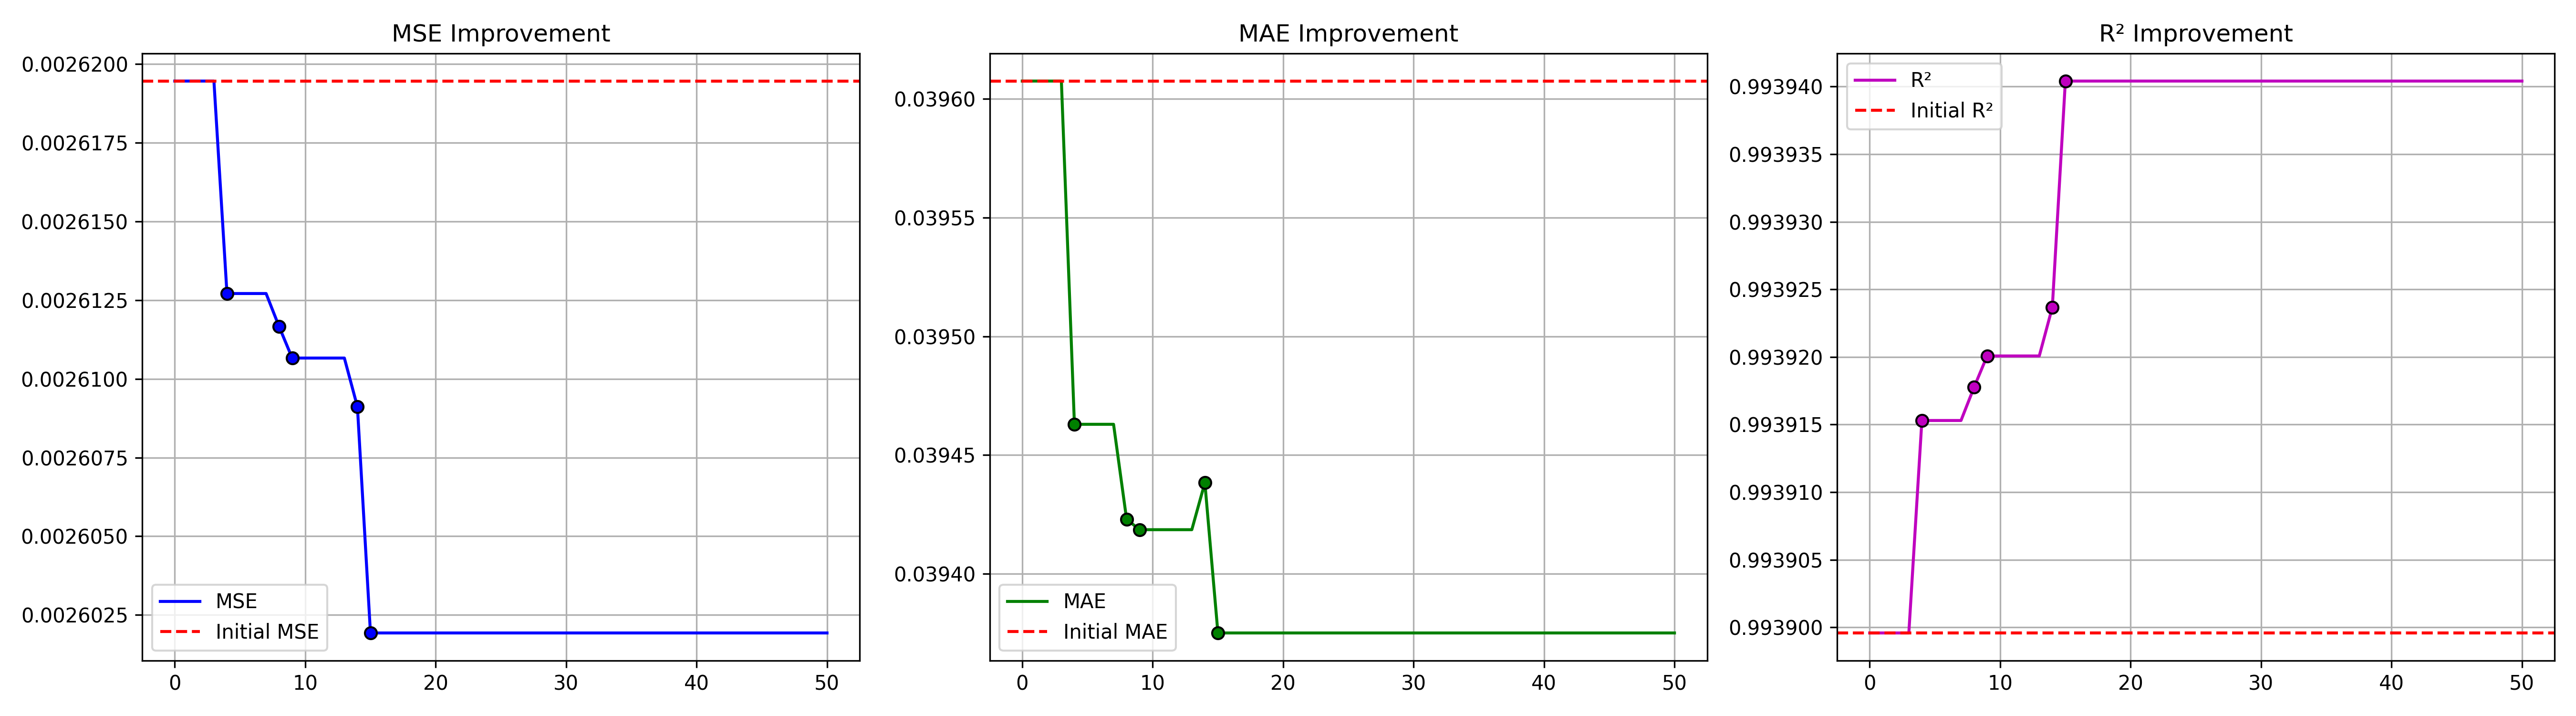 MSE Improvement
0.0026200
0.0026175
0.0026150
0.0026125
0.0026100
0.0026075
0.0026050
0.0026025
MSE
Initial MSE
0 10 20 30 40 50
MAE Improvement
0.03960
0.03955
0.03950
0.03945
0.03940
MAE
Initial MAE
0 10 20 30 40 50
R² Improvement
R²
Initial R²
0.993940
0.993935
0.993930
0.993925
0.993920
0.993915
0.993910
0.993905
0.993900
0 10 20 30 40 50